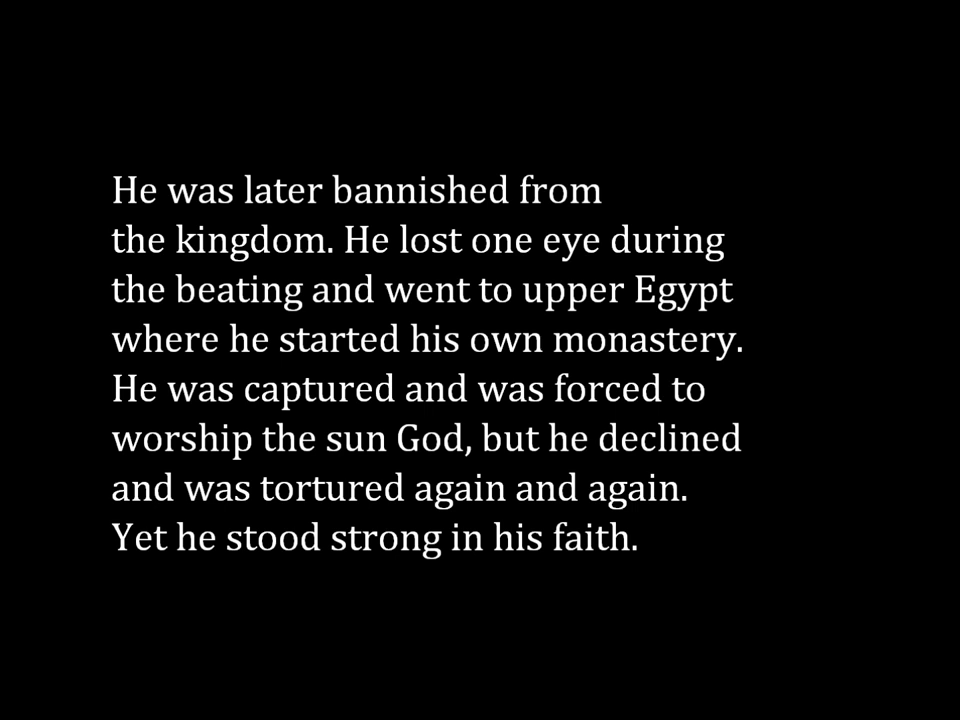 He was later bannished from
the kingdom. He lost one eye during
the beating and went to upper Egypt
where he started his own monastery.
He was captured and was forced to
worship the sun God, but he declined
and was tortured again and again.
Yet he stood strong in his faith.